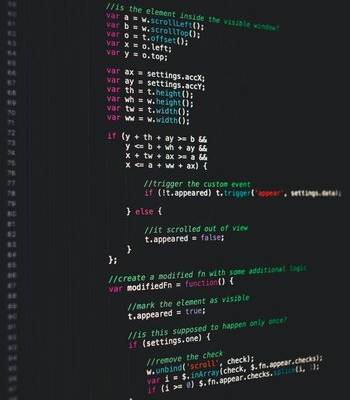 //is the element inside the visible window?
var a = w.scrollLeft();
var b = w.scrollTop();
var o = t.offset();
var x = o.left;
var y = o.top;
var ax = settings.accX;
var ay = settings.accY;
var th = t.height();
var wh = w.height();
var tw = t.width();
var ww = w.width();
if (y + th + ay >= b &&
y <= b + wh + ay &&
x + tw + ax >= a &&
x <= a + ww + ax) {
//trigger the custom event
if (!t.appeared) t.trigger('appear', settings.data);
} else {
//it scrolled out of view
t.appeared = false;
}
};
//create a modified fn with some additional logic
var modifiedFn = function() {
//mark the element as visible
t.appeared = true;
//is this supposed to happen only once?
if (settings.one) {
//remove the check
w.unbind('scroll', check);
var i = $.inArray(check, $.fn.appear.checks);
if (i >= 0) $.fn.appear.checks.splice(i, 1);